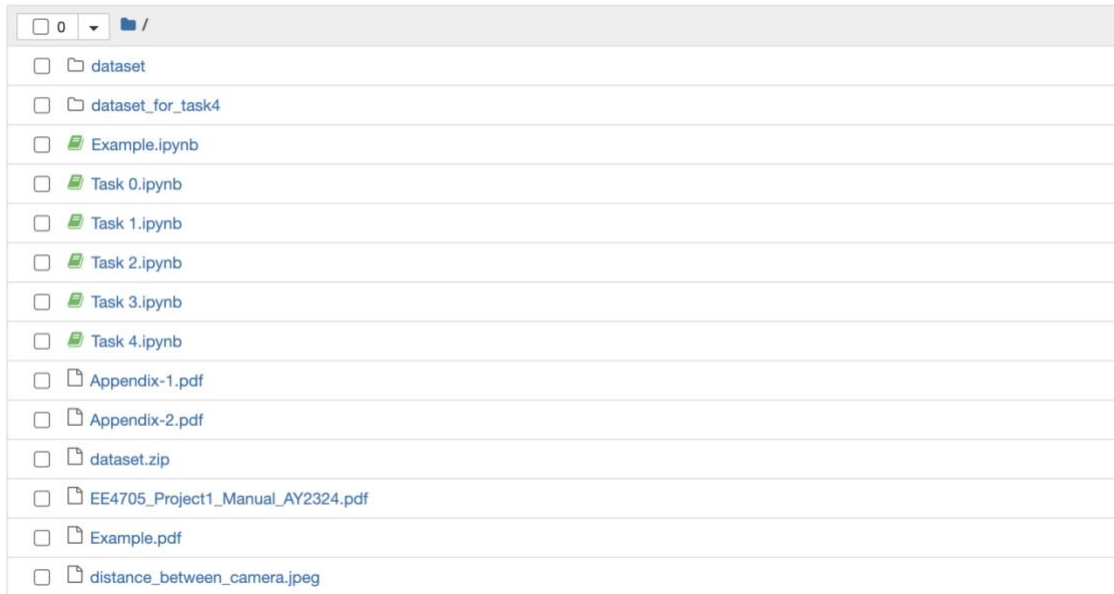 0 /
dataset
dataset_for_task4
Example.ipynb
Task 0.ipynb
Task 1.ipynb
Task 2.ipynb
Task 3.ipynb
Task 4.ipynb
Appendix-1.pdf
Appendix-2.pdf
dataset.zip
EE4705_Project1_Manual_AY2324.pdf
Example.pdf
distance_between_camera.jpeg